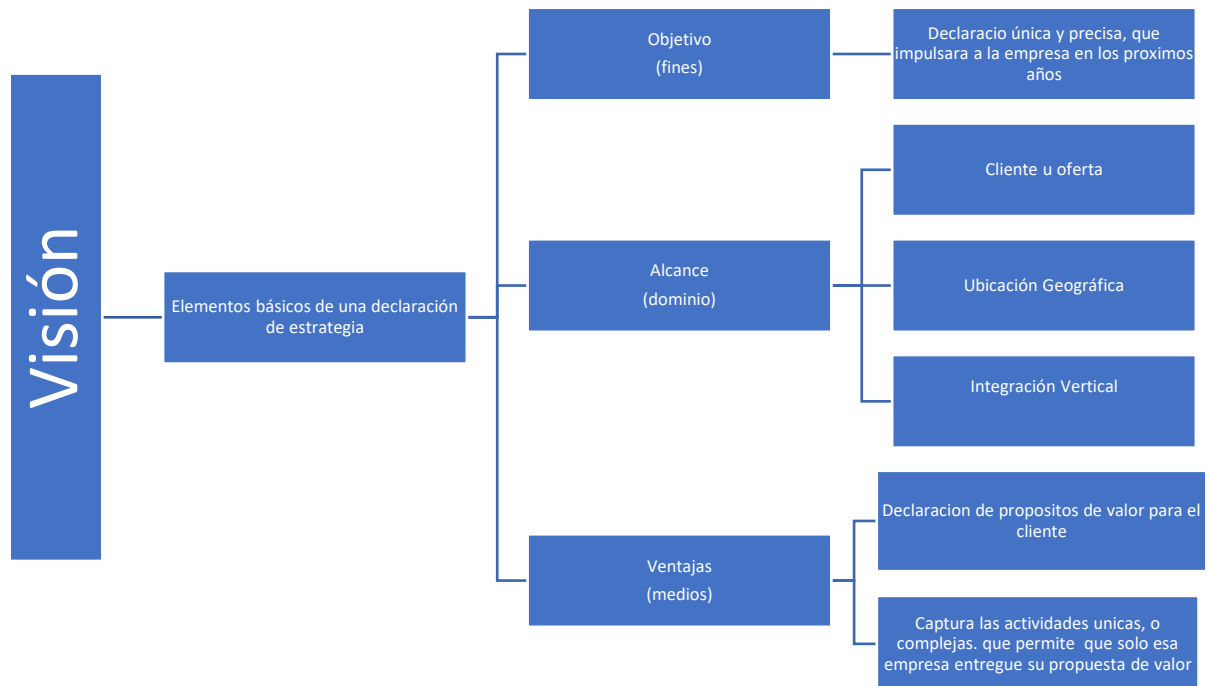 Visión
Elementos básicos de una declaración
de estrategia
Objetivo
(fines)
Declaracio única y precisa, que
impulsara a la empresa en los proximos
años
Alcance
(dominio)
Cliente u oferta
Ubicación Geográfica
Integración Vertical
Ventajas
(medios)
Declaracion de propositos de valor para el
cliente
Captura las actividades unicas, o
complejas. que permite que solo esa
empresa entregue su propuesta de valor